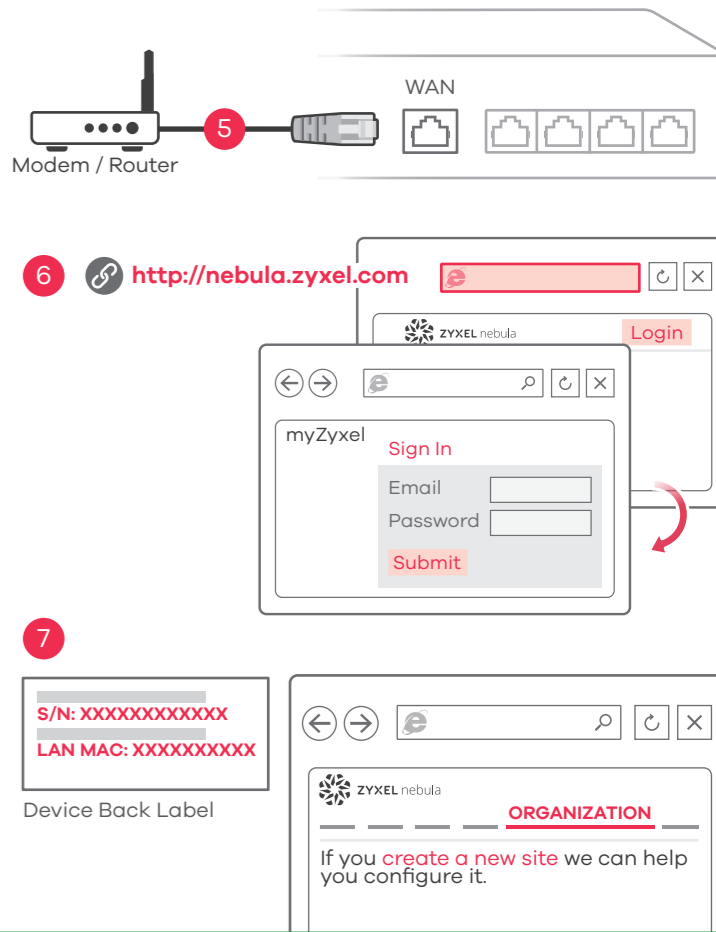 WAN
5
Modem / Router
6
http://nebula.zyxel.com
ZYXEL nebula
Login
myZyxel
Sign In
Email
Password
Submit
7
S/N: XXXXXXXXXXXX
LAN MAC: XXXXXXXXXX
Device Back Label
ZYXEL nebula
ORGANIZATION
If you create a new site we can help
you configure it.